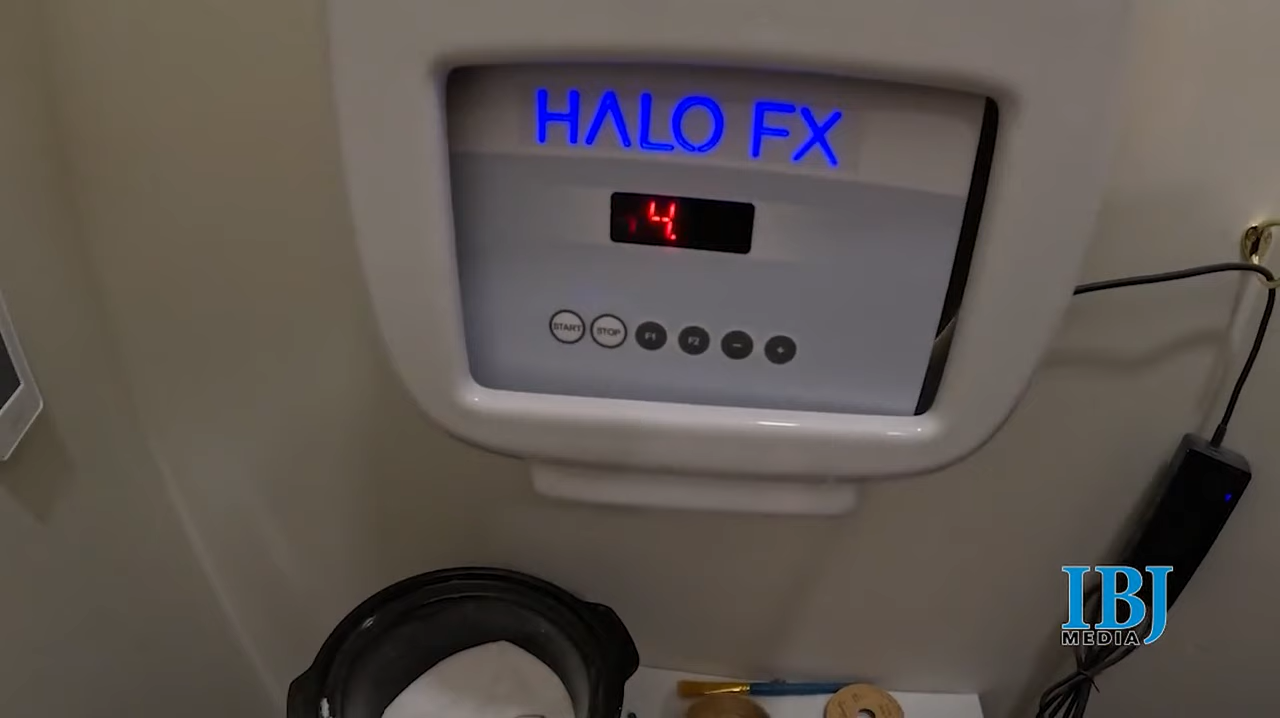 HALO FX
4.
START STOP F1 F2 − +
IBJ
MEDIA